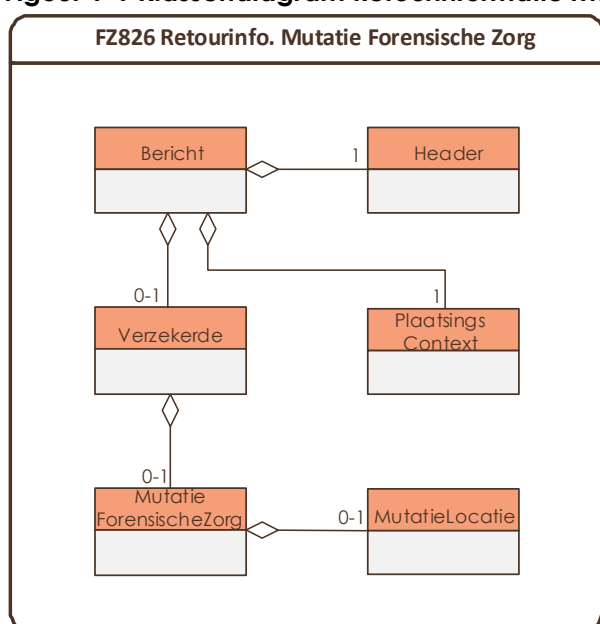 FZ826 Retourinfo. Mutatie Forensische Zorg
Bericht
1
Header
0-1
1
Verzekerde
Plaatsings
Context
0-1
Mutatie
ForensischeZorg
0-1
MutatieLocatie